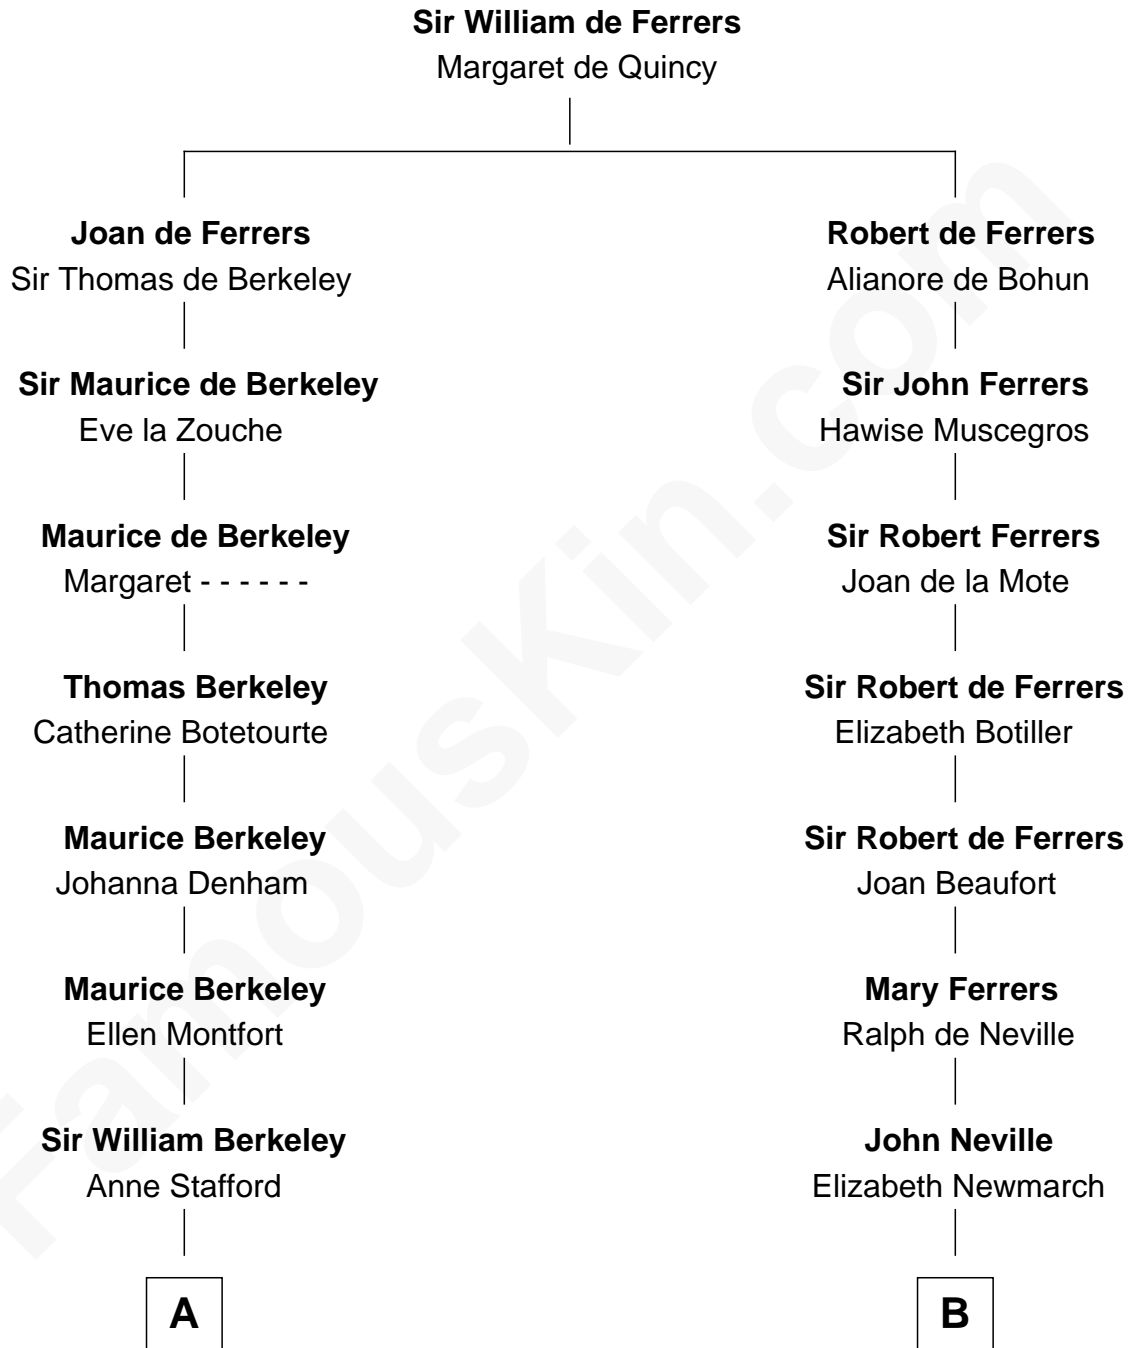 Sir William de Ferrers
Margaret de Quincy
Joan de Ferrers
Sir Thomas de Berkeley
Robert de Ferrers
Alianore de Bohun
Sir Maurice de Berkeley
Eve la Zouche
Sir John Ferrers
Hawise Muscegros
Maurice de Berkeley
Margaret - - - - - -
Sir Robert Ferrers
Joan de la Mote
Thomas Berkeley
Catherine Botetourte
Sir Robert de Ferrers
Elizabeth Botiller
Maurice Berkeley
Johanna Denham
Sir Robert de Ferrers
Joan Beaufort
Maurice Berkeley
Ellen Montfort
Mary Ferrers
Ralph de Neville
Sir William Berkeley
Anne Stafford
John Neville
Elizabeth Newmarch
A
B
FamousKin.com